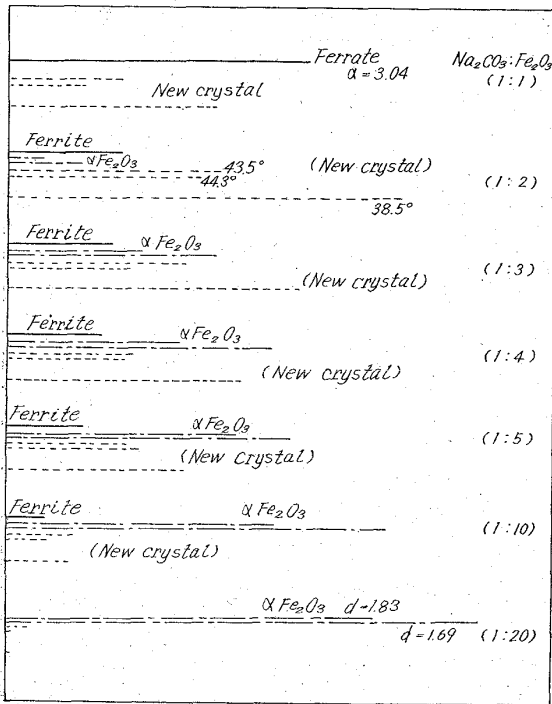 Ferrate Na₂CO₃:Fe₂O₃
α = 3.04 (1:1)
New crystal
Ferrite
αFe₂O₃ 43.5° (New crystal)
44.3° (1:2)
38.5°
Ferrite αFe₂O₃
(1:3)
(New crystal)
Ferrite αFe₂O₃
(1:4)
(New crystal)
Ferrite αFe₂O₃
(1:5)
(New crystal)
Ferrite αFe₂O₃
(1:10)
(New crystal)
αFe₂O₃ d=1.83
d=1.69 (1:20)